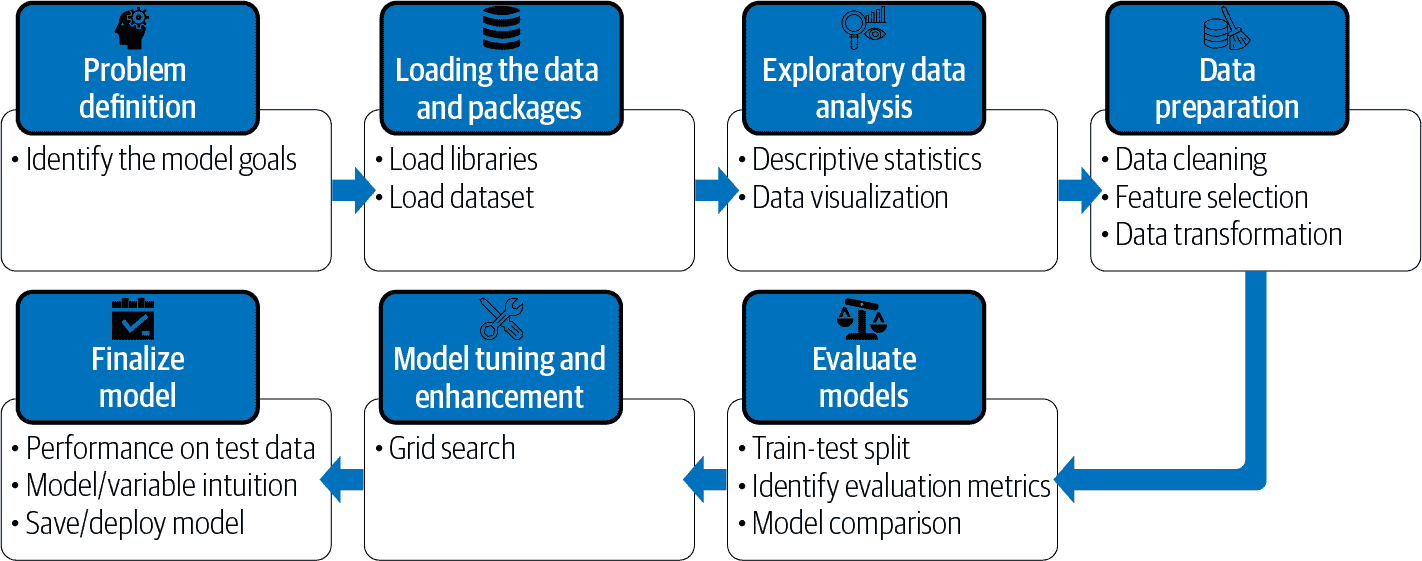 Problem
definition
• Identify the model goals
Loading the data
and packages
• Load libraries
• Load dataset
Exploratory data
analysis
• Descriptive statistics
• Data visualization
Data
preparation
• Data cleaning
• Feature selection
• Data transformation
Evaluate
models
• Train-test split
• Identify evaluation metrics
• Model comparison
Model tuning and
enhancement
• Grid search
Finalize
model
• Performance on test data
• Model/variable intuition
• Save/deploy model